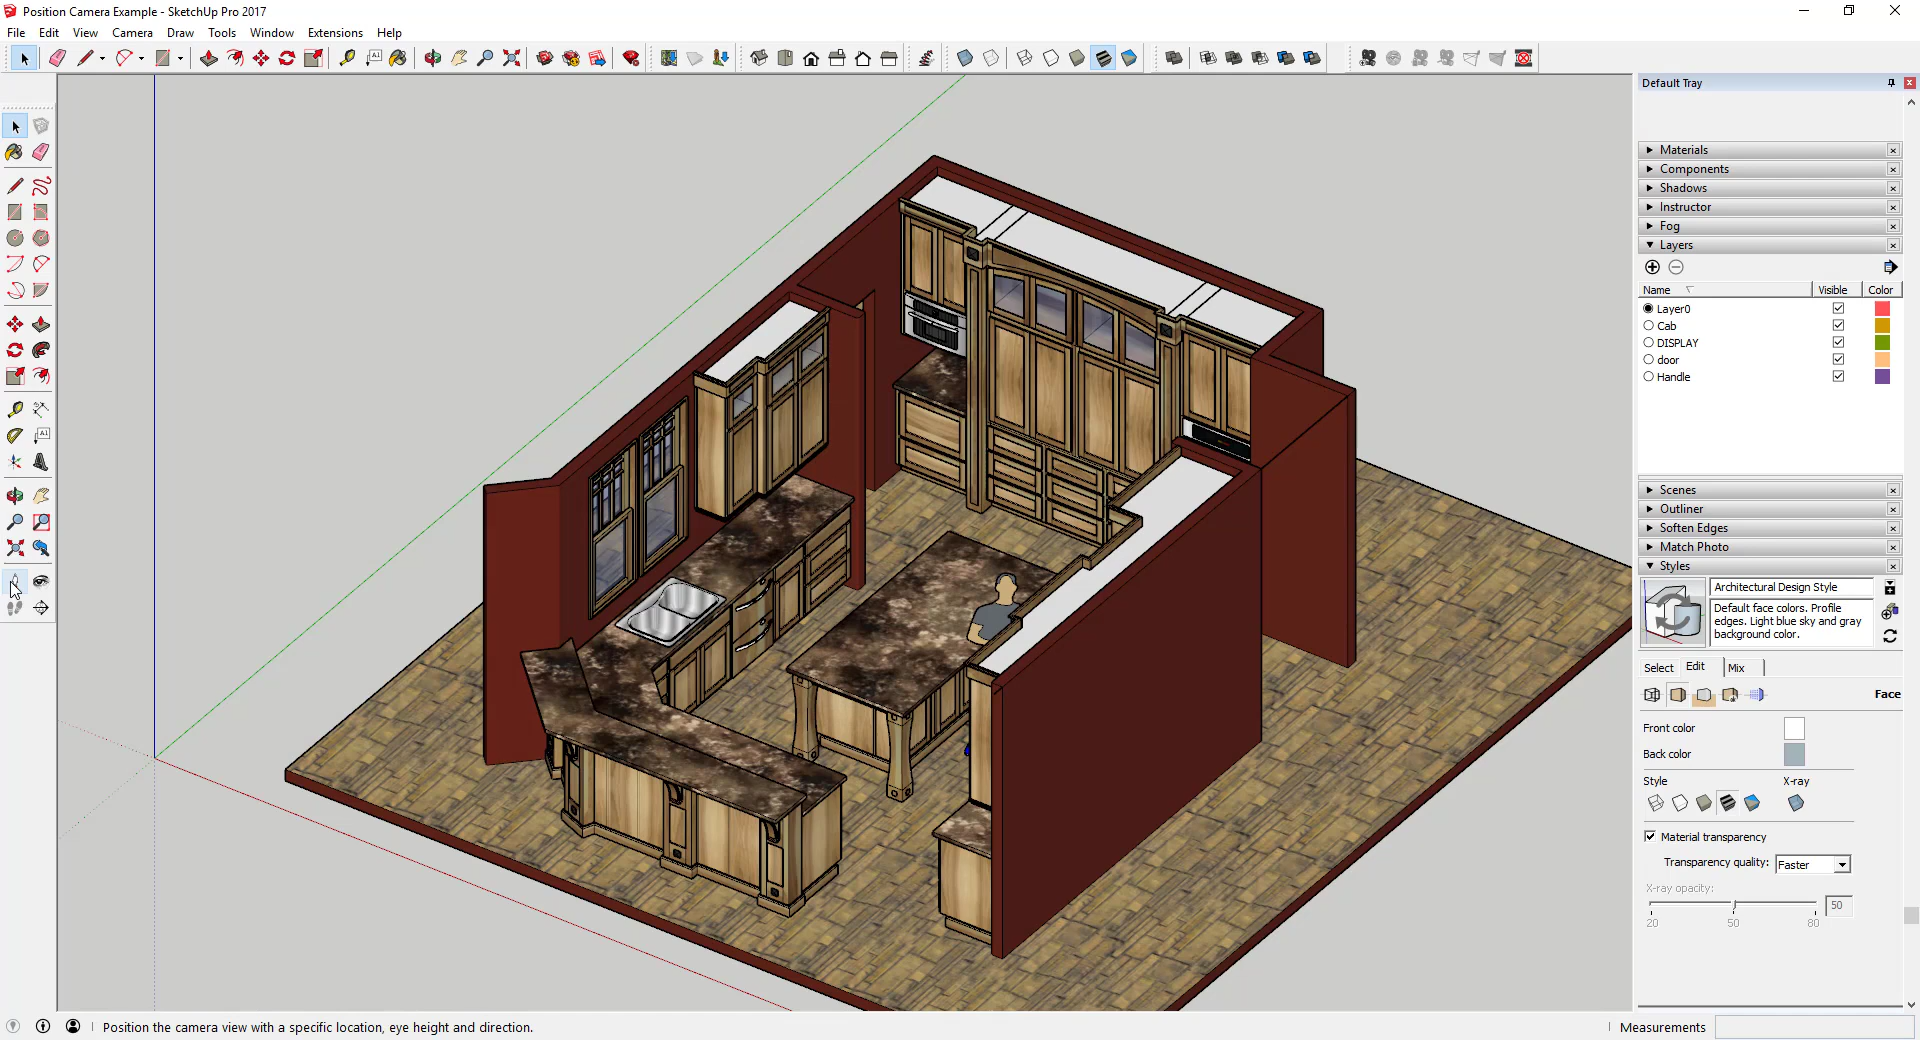 Position Camera Example - SketchUp Pro 2017
File Edit View Camera Draw Tools Window Extensions Help
Default Tray
Materials
Components
Shadows
Instructor
Fog
Layers
Name Visible Color
Layer0
Cab
DISPLAY
door
Handle
Scenes
Outliner
Soften Edges
Match Photo
Styles
Architectural Design Style
Default face colors. Profile
edges. Light blue sky and gray
background color.
Select Edit Mix
Face
Front color
Back color
Style X-ray
Material transparency
Transparency quality: Faster
X-ray opacity:
50
20 50 80
Position the camera view with a specific location, eye height and direction.
Measurements